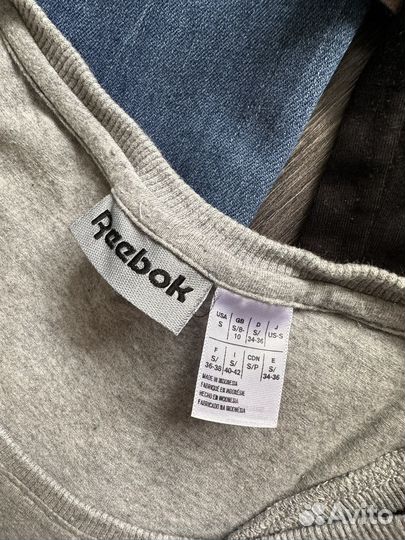 Reebok
USA GB D J
S S/8-10 S/34-36 US-S
F I CDN E
S/36-38 S/40-42 S/P S/34-36
MADE IN INDONESIA
FABRIQUÉ EN INDONÉSIE
HECHO EN INDONESIA
FABRICADO NA INDONÉSIA
Avito